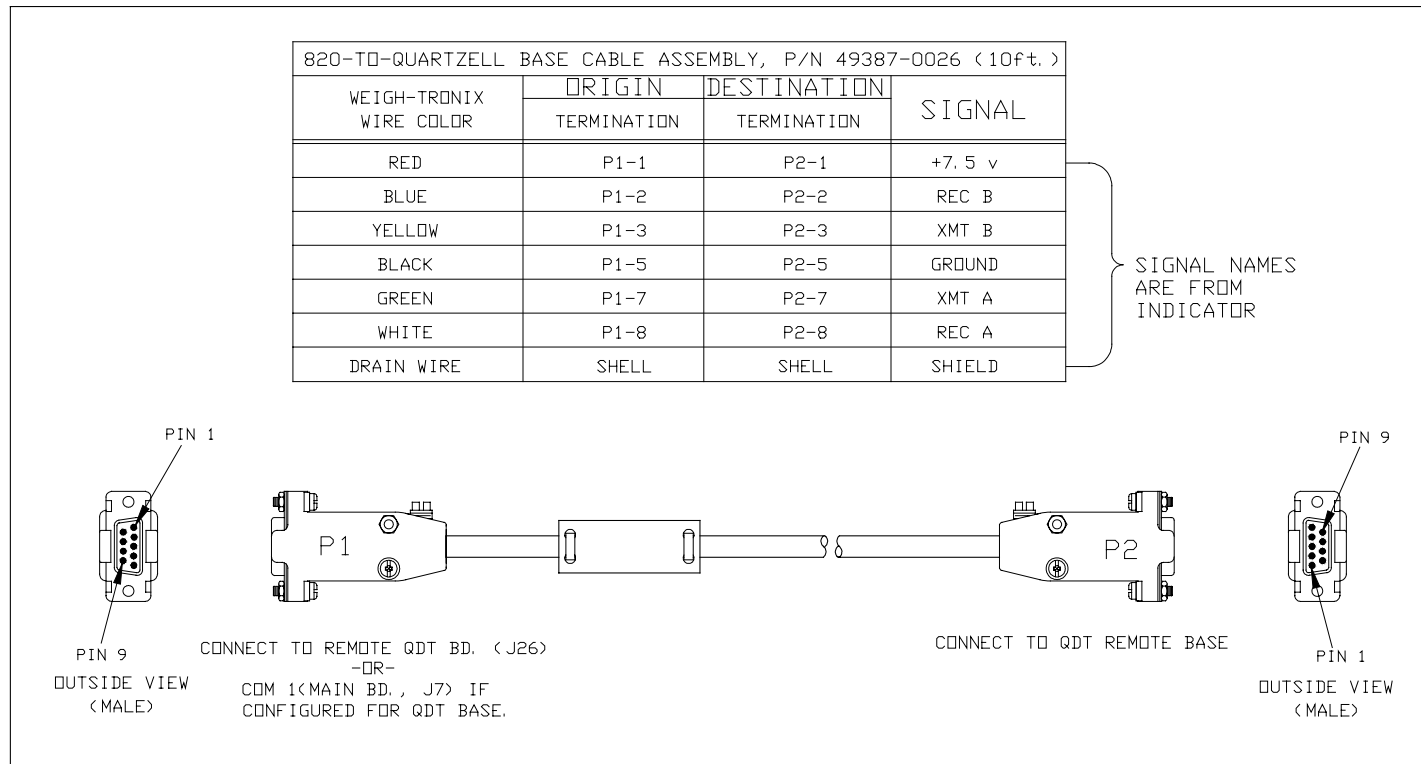 820-TO-QUARTZELL BASE CABLE ASSEMBLY, P/N 49387-0026 (10ft.)
WEIGH-TRONIX WIRE COLOR ORIGIN TERMINATION DESTINATION TERMINATION SIGNAL
RED P1-1 P2-1 +7.5 v
BLUE P1-2 P2-2 REC B
YELLOW P1-3 P2-3 XMT B
BLACK P1-5 P2-5 GROUND
GREEN P1-7 P2-7 XMT A
WHITE P1-8 P2-8 REC A
DRAIN WIRE SHELL SHELL SHIELD
SIGNAL NAMES
ARE FROM
INDICATOR
PIN 1
PIN 9
OUTSIDE VIEW
(MALE)
P1
CONNECT TO REMOTE QDT BD. (J26)
-OR-
COM 1(MAIN BD., J7) IF
CONFIGURED FOR QDT BASE.
P2
CONNECT TO QDT REMOTE BASE
PIN 9
PIN 1
OUTSIDE VIEW
(MALE)